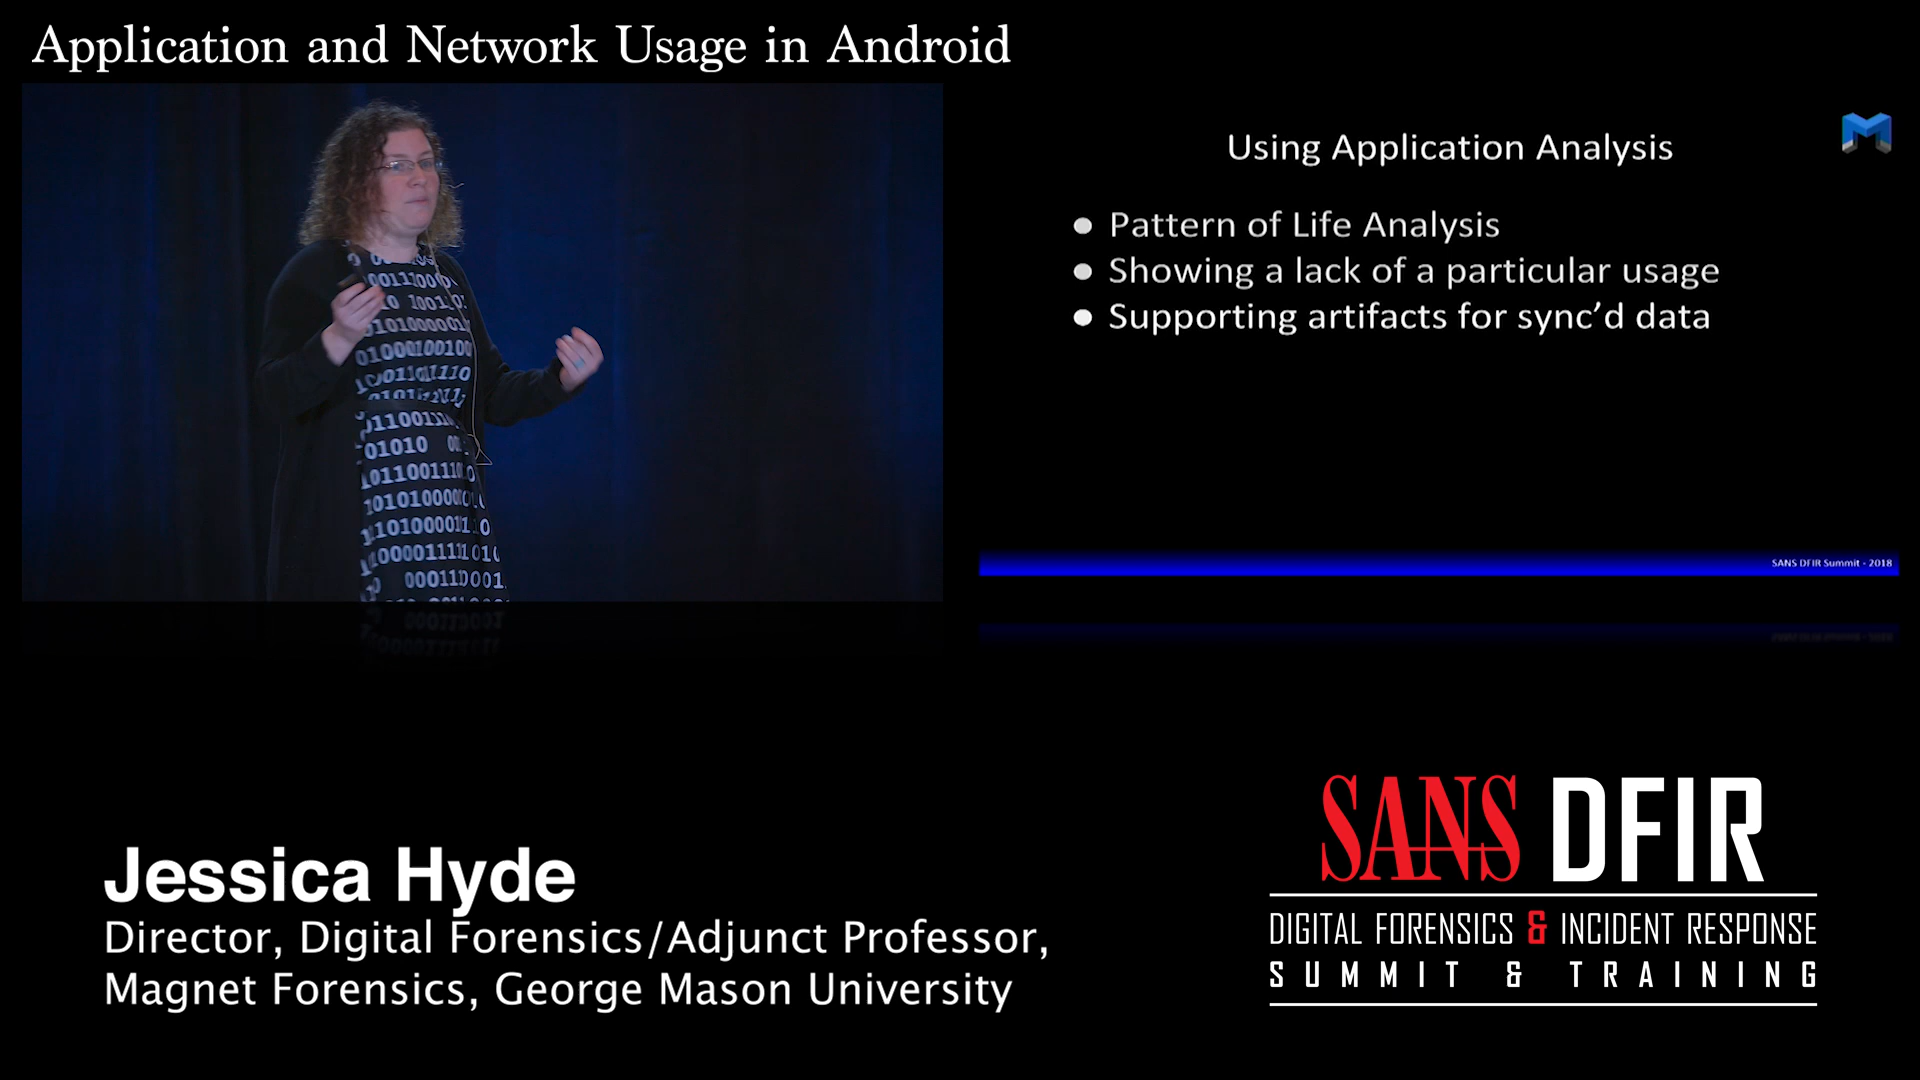 Application and Network Usage in Android
Using Application Analysis
● Pattern of Life Analysis
● Showing a lack of a particular usage
● Supporting artifacts for sync’d data
SANS DFIR Summit - 2018
Jessica Hyde
Director, Digital Forensics/Adjunct Professor,
Magnet Forensics, George Mason University
SANS DFIR
DIGITAL FORENSICS & INCIDENT RESPONSE
SUMMIT & TRAINING